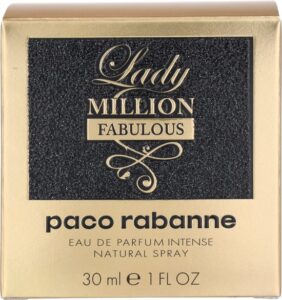 Lady
MILLION
FABULOUS
paco rabanne
EAU DE PARFUM INTENSE
NATURAL SPRAY
30 ml ℮ 1 FL OZ